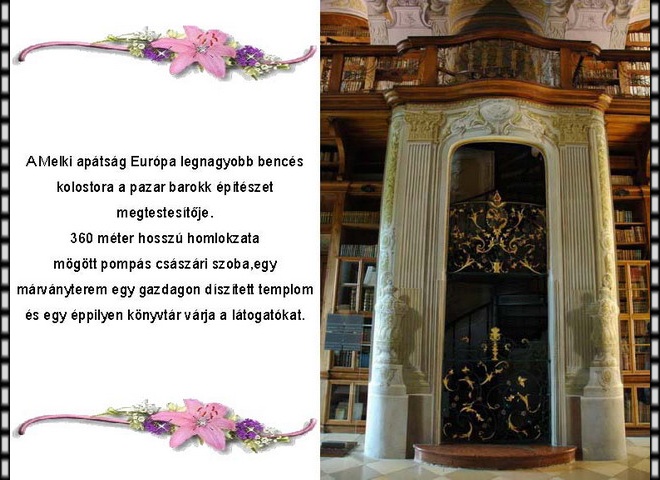 A Melki apátság Európa legnagyobb bencés
kolostora a pazar barokk építészet
megtestesítője.
360 méter hosszú homlokzata
mögött pompás császári szoba,egy
márványterem egy gazdagon díszített templom
és egy éppilyen könyvtár várja a látogatókat.